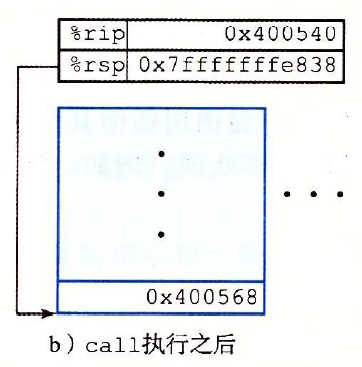 %rip 0x400540
%rsp 0x7fffffffe838
0x400568
b) call执行之后